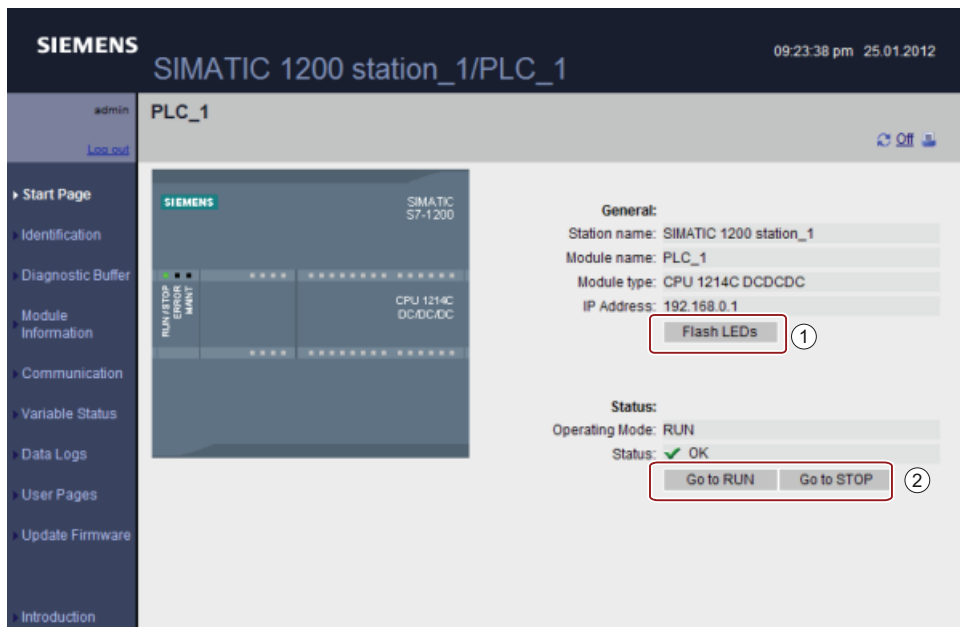 SIEMENS
SIMATIC 1200 station_1/PLC_1
09:23:38 pm 25.01.2012
admin
Log out
PLC_1
Off
Start Page
Identification
Diagnostic Buffer
Module
Information
Communication
Variable Status
Data Logs
User Pages
Update Firmware
Introduction
SIEMENS
SIMATIC
S7-1200
RUN / STOP
ERROR
MAINT
CPU 1214C
DC/DC/DC
General:
Station name: SIMATIC 1200 station_1
Module name: PLC_1
Module type: CPU 1214C DCDCDC
IP Address: 192.168.0.1
Flash LEDs 1
Status:
Operating Mode: RUN
Status: OK
Go to RUN Go to STOP 2